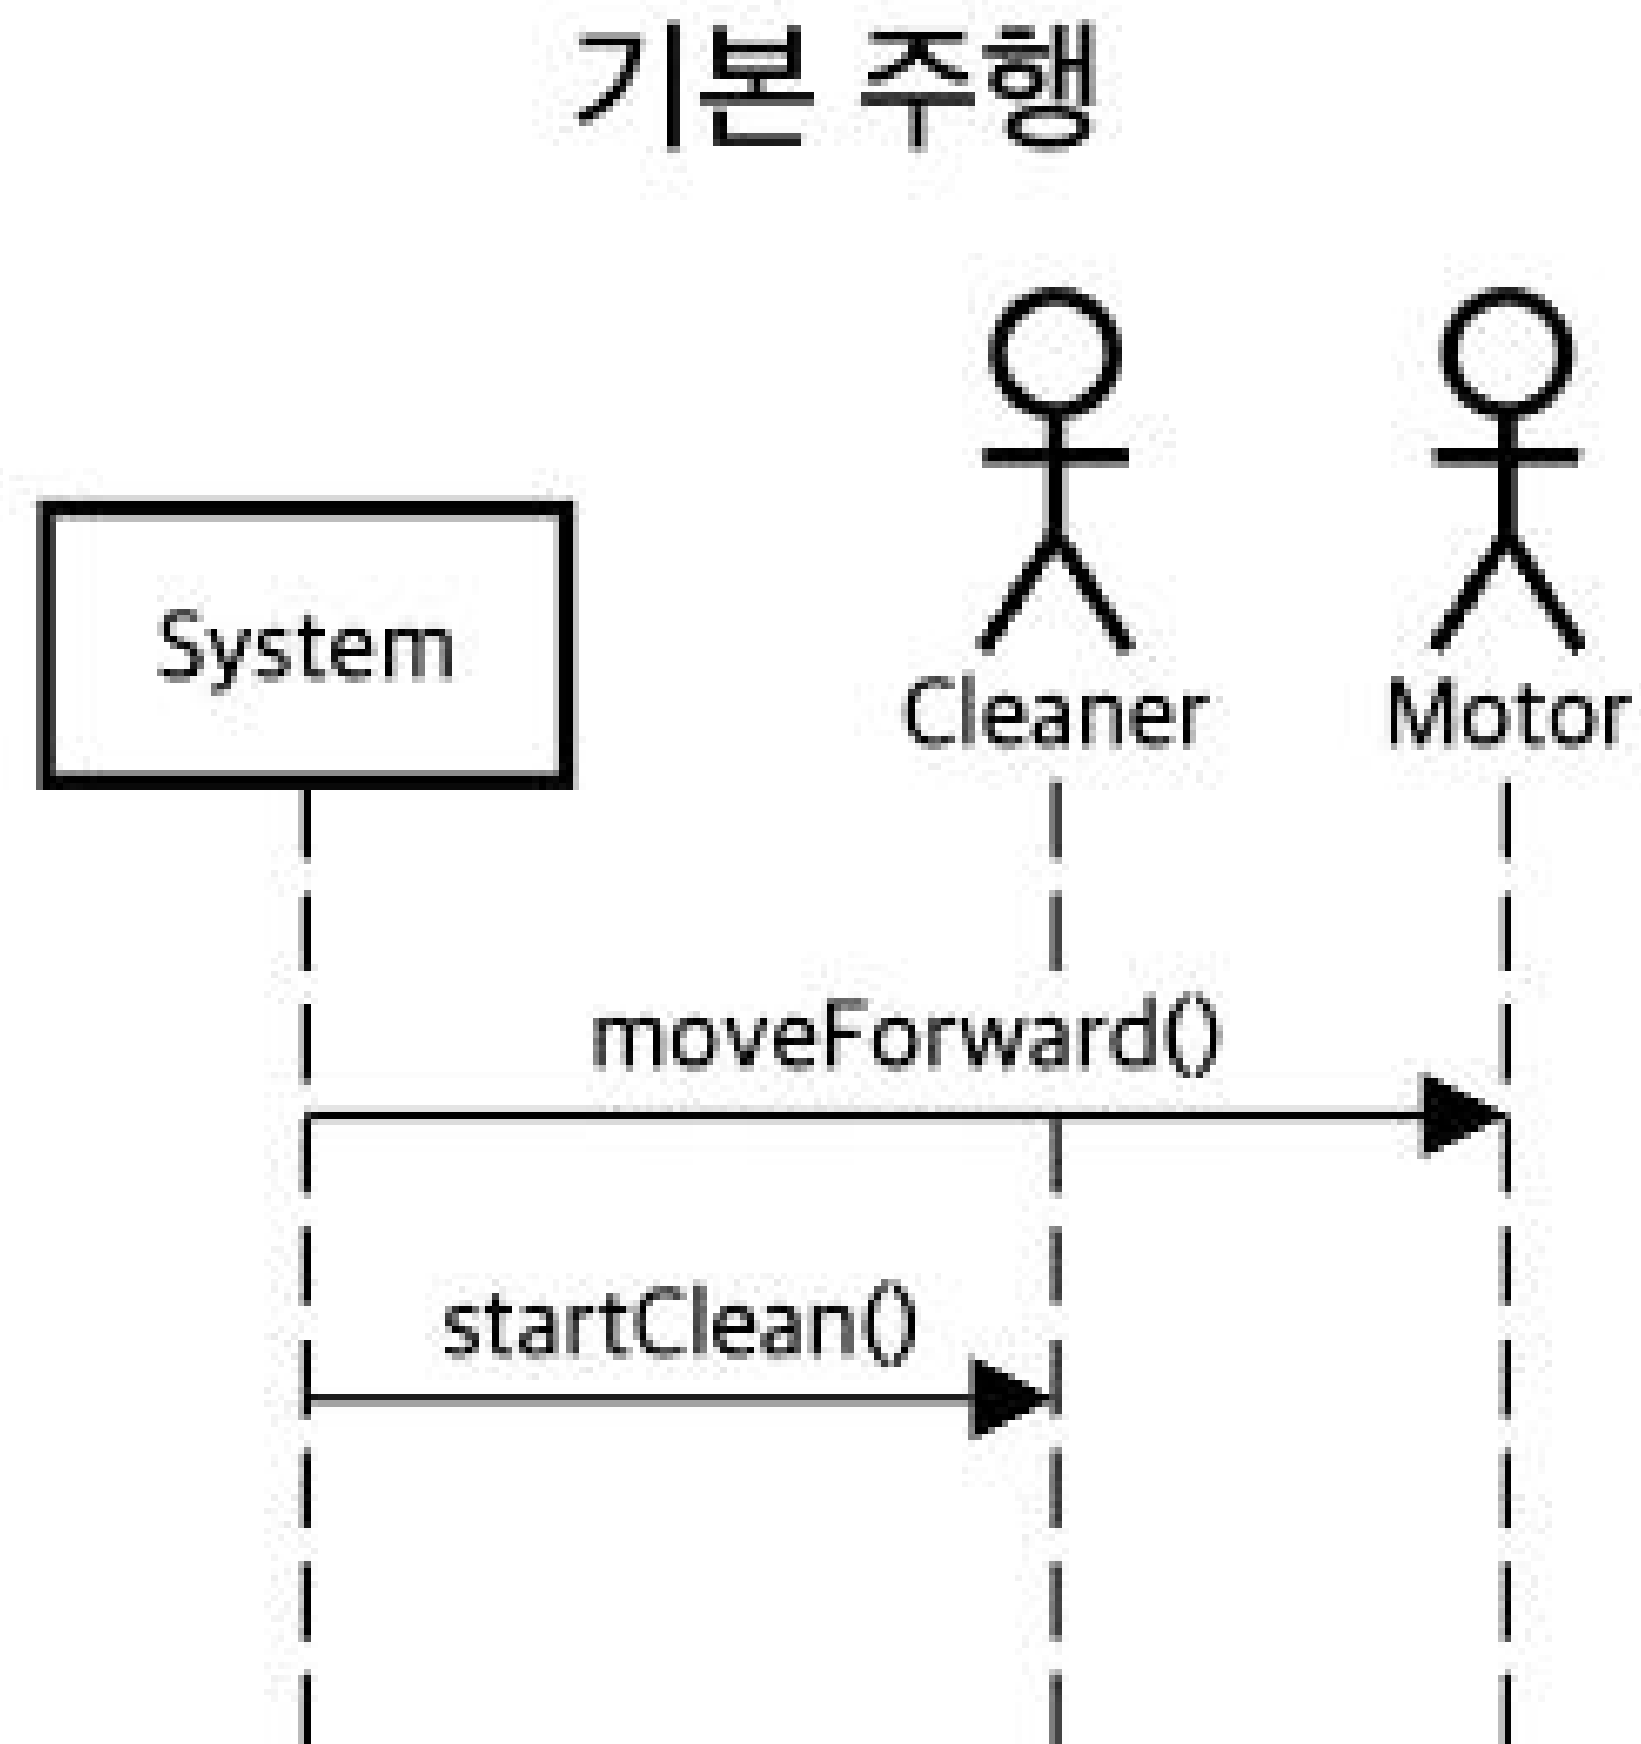 기본 주행
System
Cleaner
Motor
moveForward()
startClean()